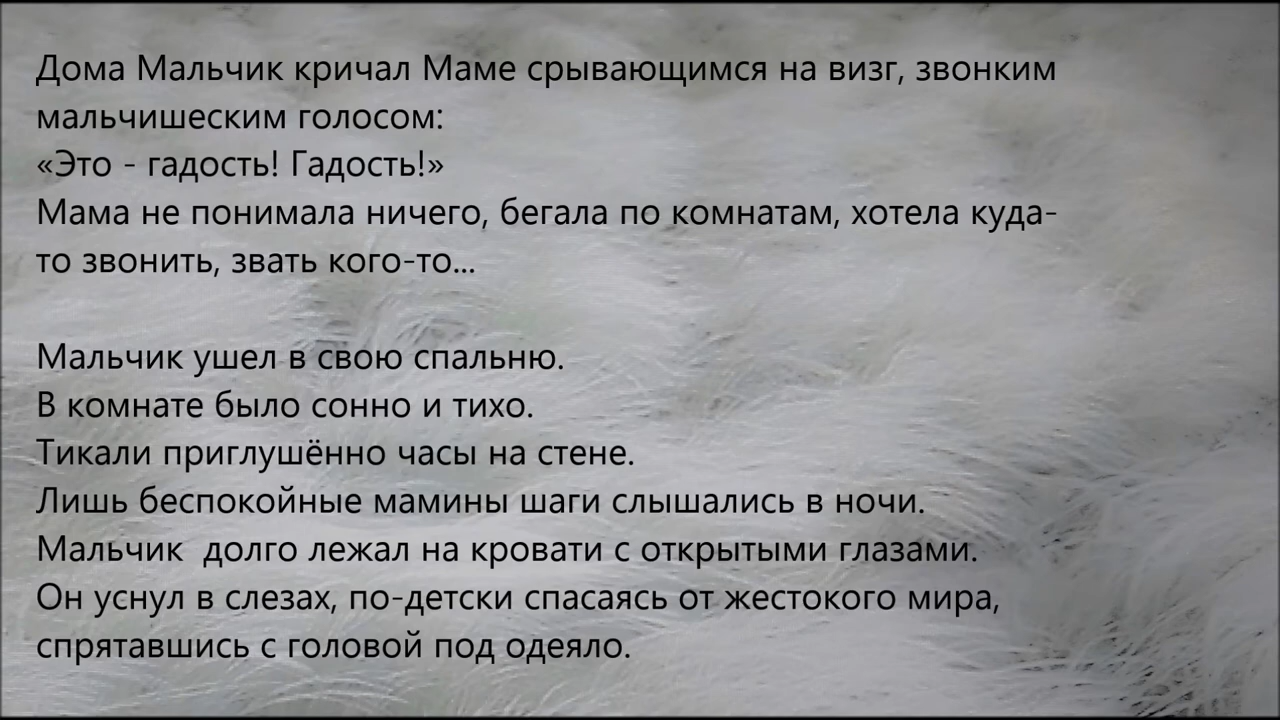 Дома Мальчик кричал Маме срывающимся на визг, звонким
мальчишеским голосом:
«Это - гадость! Гадость!»
Мама не понимала ничего, бегала по комнатам, хотела куда-
то звонить, звать кого-то...
Мальчик ушел в свою спальню.
В комнате было сонно и тихо.
Тикали приглушённо часы на стене.
Лишь беспокойные мамины шаги слышались в ночи.
Мальчик  долго лежал на кровати с открытыми глазами.
Он уснул в слезах, по-детски спасаясь от жестокого мира,
спрятавшись с головой под одеяло.